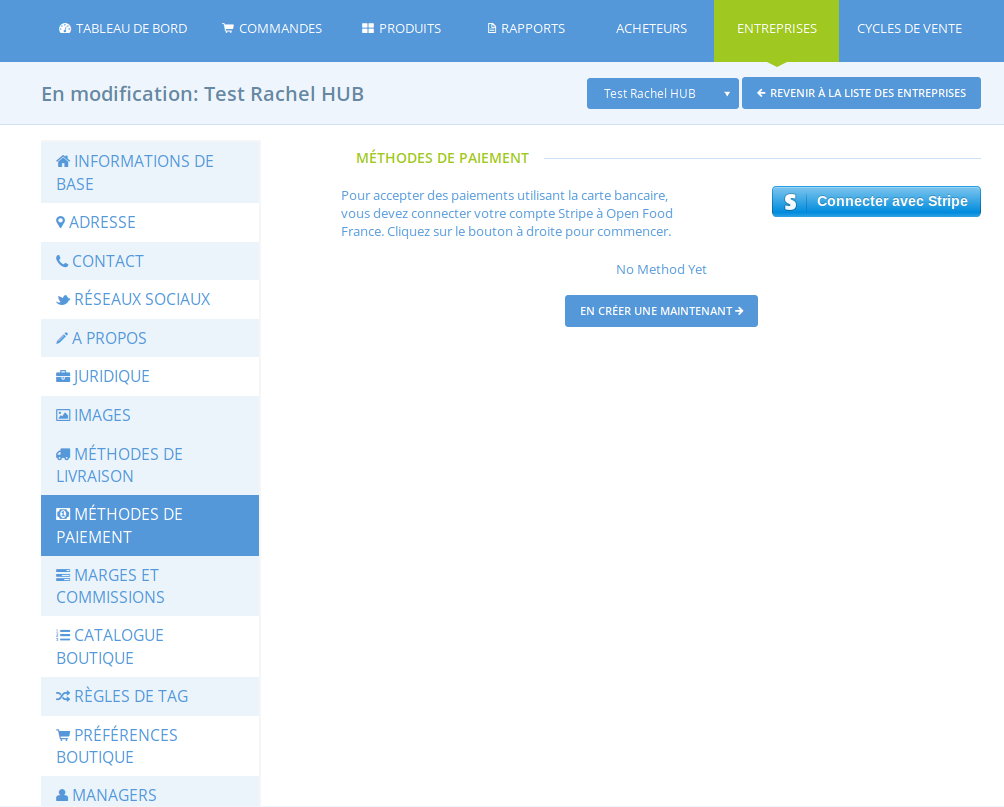 TABLEAU DE BORD COMMANDES PRODUITS RAPPORTS ACHETEURS ENTREPRISES CYCLES DE VENTE
En modification: Test Rachel HUB
Test Rachel HUB
REVENIR À LA LISTE DES ENTREPRISES
INFORMATIONS DE
BASE
ADRESSE
CONTACT
RÉSEAUX SOCIAUX
A PROPOS
JURIDIQUE
IMAGES
MÉTHODES DE
LIVRAISON
MÉTHODES DE
PAIEMENT
MARGES ET
COMMISSIONS
CATALOGUE
BOUTIQUE
RÈGLES DE TAG
PRÉFÉRENCES
BOUTIQUE
MANAGERS
MÉTHODES DE PAIEMENT
Pour accepter des paiements utilisant la carte bancaire,
vous devez connecter votre compte Stripe à Open Food
France. Cliquez sur le bouton à droite pour commencer.
S Connecter avec Stripe
No Method Yet
EN CRÉER UNE MAINTENANT